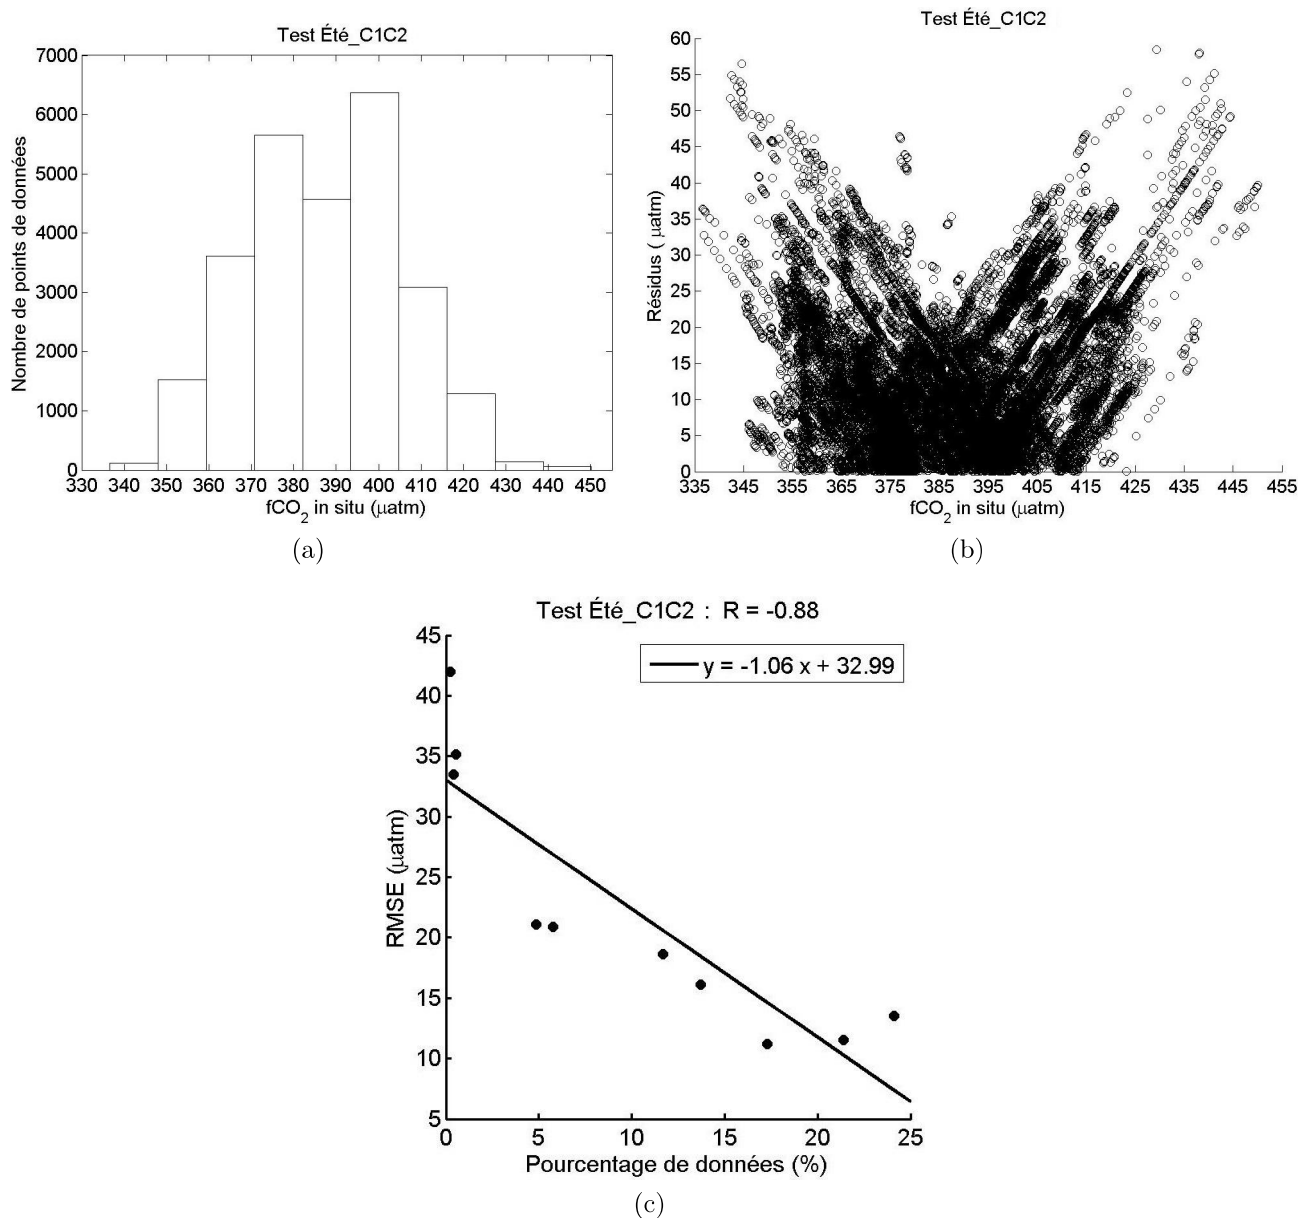 Test Été_C1C2
7000
6000
5000
4000
3000
2000
1000
0
Nombre de points de données
330 340 350 360 370 380 390 400 410 420 430 440 450
fCO2 in situ (μatm)
(a)
Test Été_C1C2
60
55
50
45
40
35
30
25
20
15
10
5
0
Résidus ( μatm)
335 345 355 365 375 385 395 405 415 425 435 445 455
fCO2 in situ (μatm)
(b)
Test Été_C1C2 : R = -0.88
y = -1.06 x + 32.99
45
40
35
30
25
20
15
10
5
RMSE (μatm)
0 5 10 15 20 25
Pourcentage de données (%)
(c)